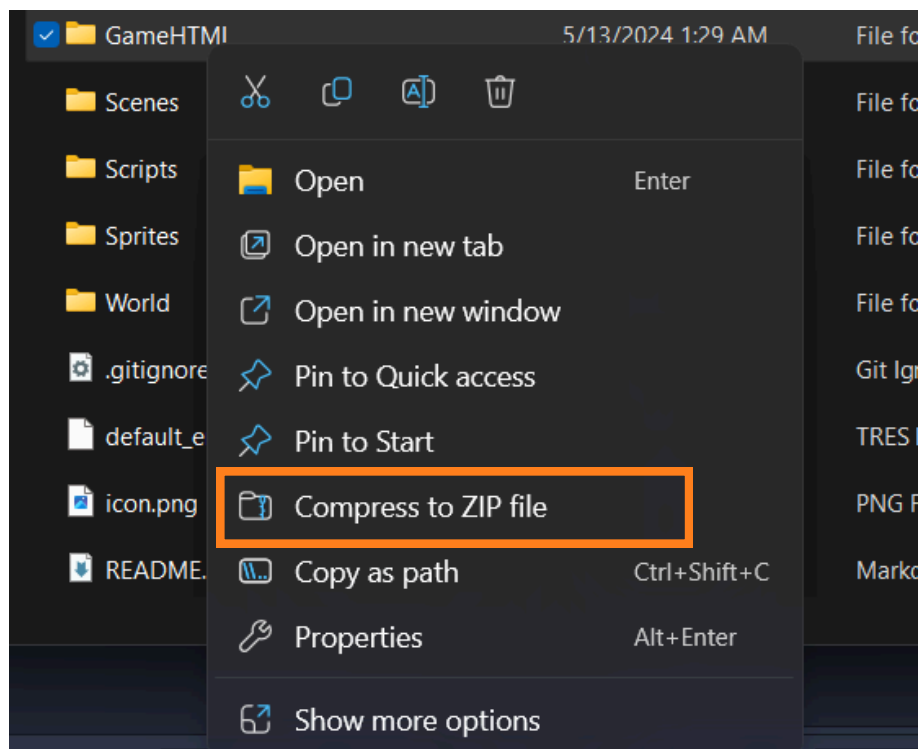 GameHTML 5/13/2024 1:29 AM File fo
Scenes File fo
Scripts File fo
Open Enter
Sprites File fo
Open in new tab
World File fo
Open in new window
.gitignore Git Ign
Pin to Quick access
default_e TRES
Pin to Start
icon.png PNG F
Compress to ZIP file
README. Markd
Copy as path Ctrl+Shift+C
Properties Alt+Enter
Show more options